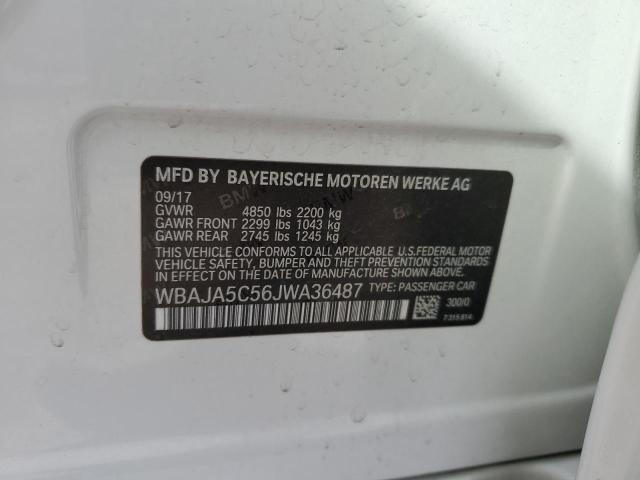 MFD BY BAYERISCHE MOTOREN WERKE AG
09/17
GVWR 4850 lbs 2200 kg
GAWR FRONT 2299 lbs 1043 kg
GAWR REAR 2745 lbs 1245 kg
THIS VEHICLE CONFORMS TO ALL APPLICABLE U.S.FEDERAL MOTOR
VEHICLE SAFETY, BUMPER AND THEFT PREVENTION STANDARDS
IN EFFECT ON THE DATE OF MANUFACTURE SHOWN ABOVE.
WBAJA5C56JWA36487 TYPE: PASSENGER CAR
300/0
7315814